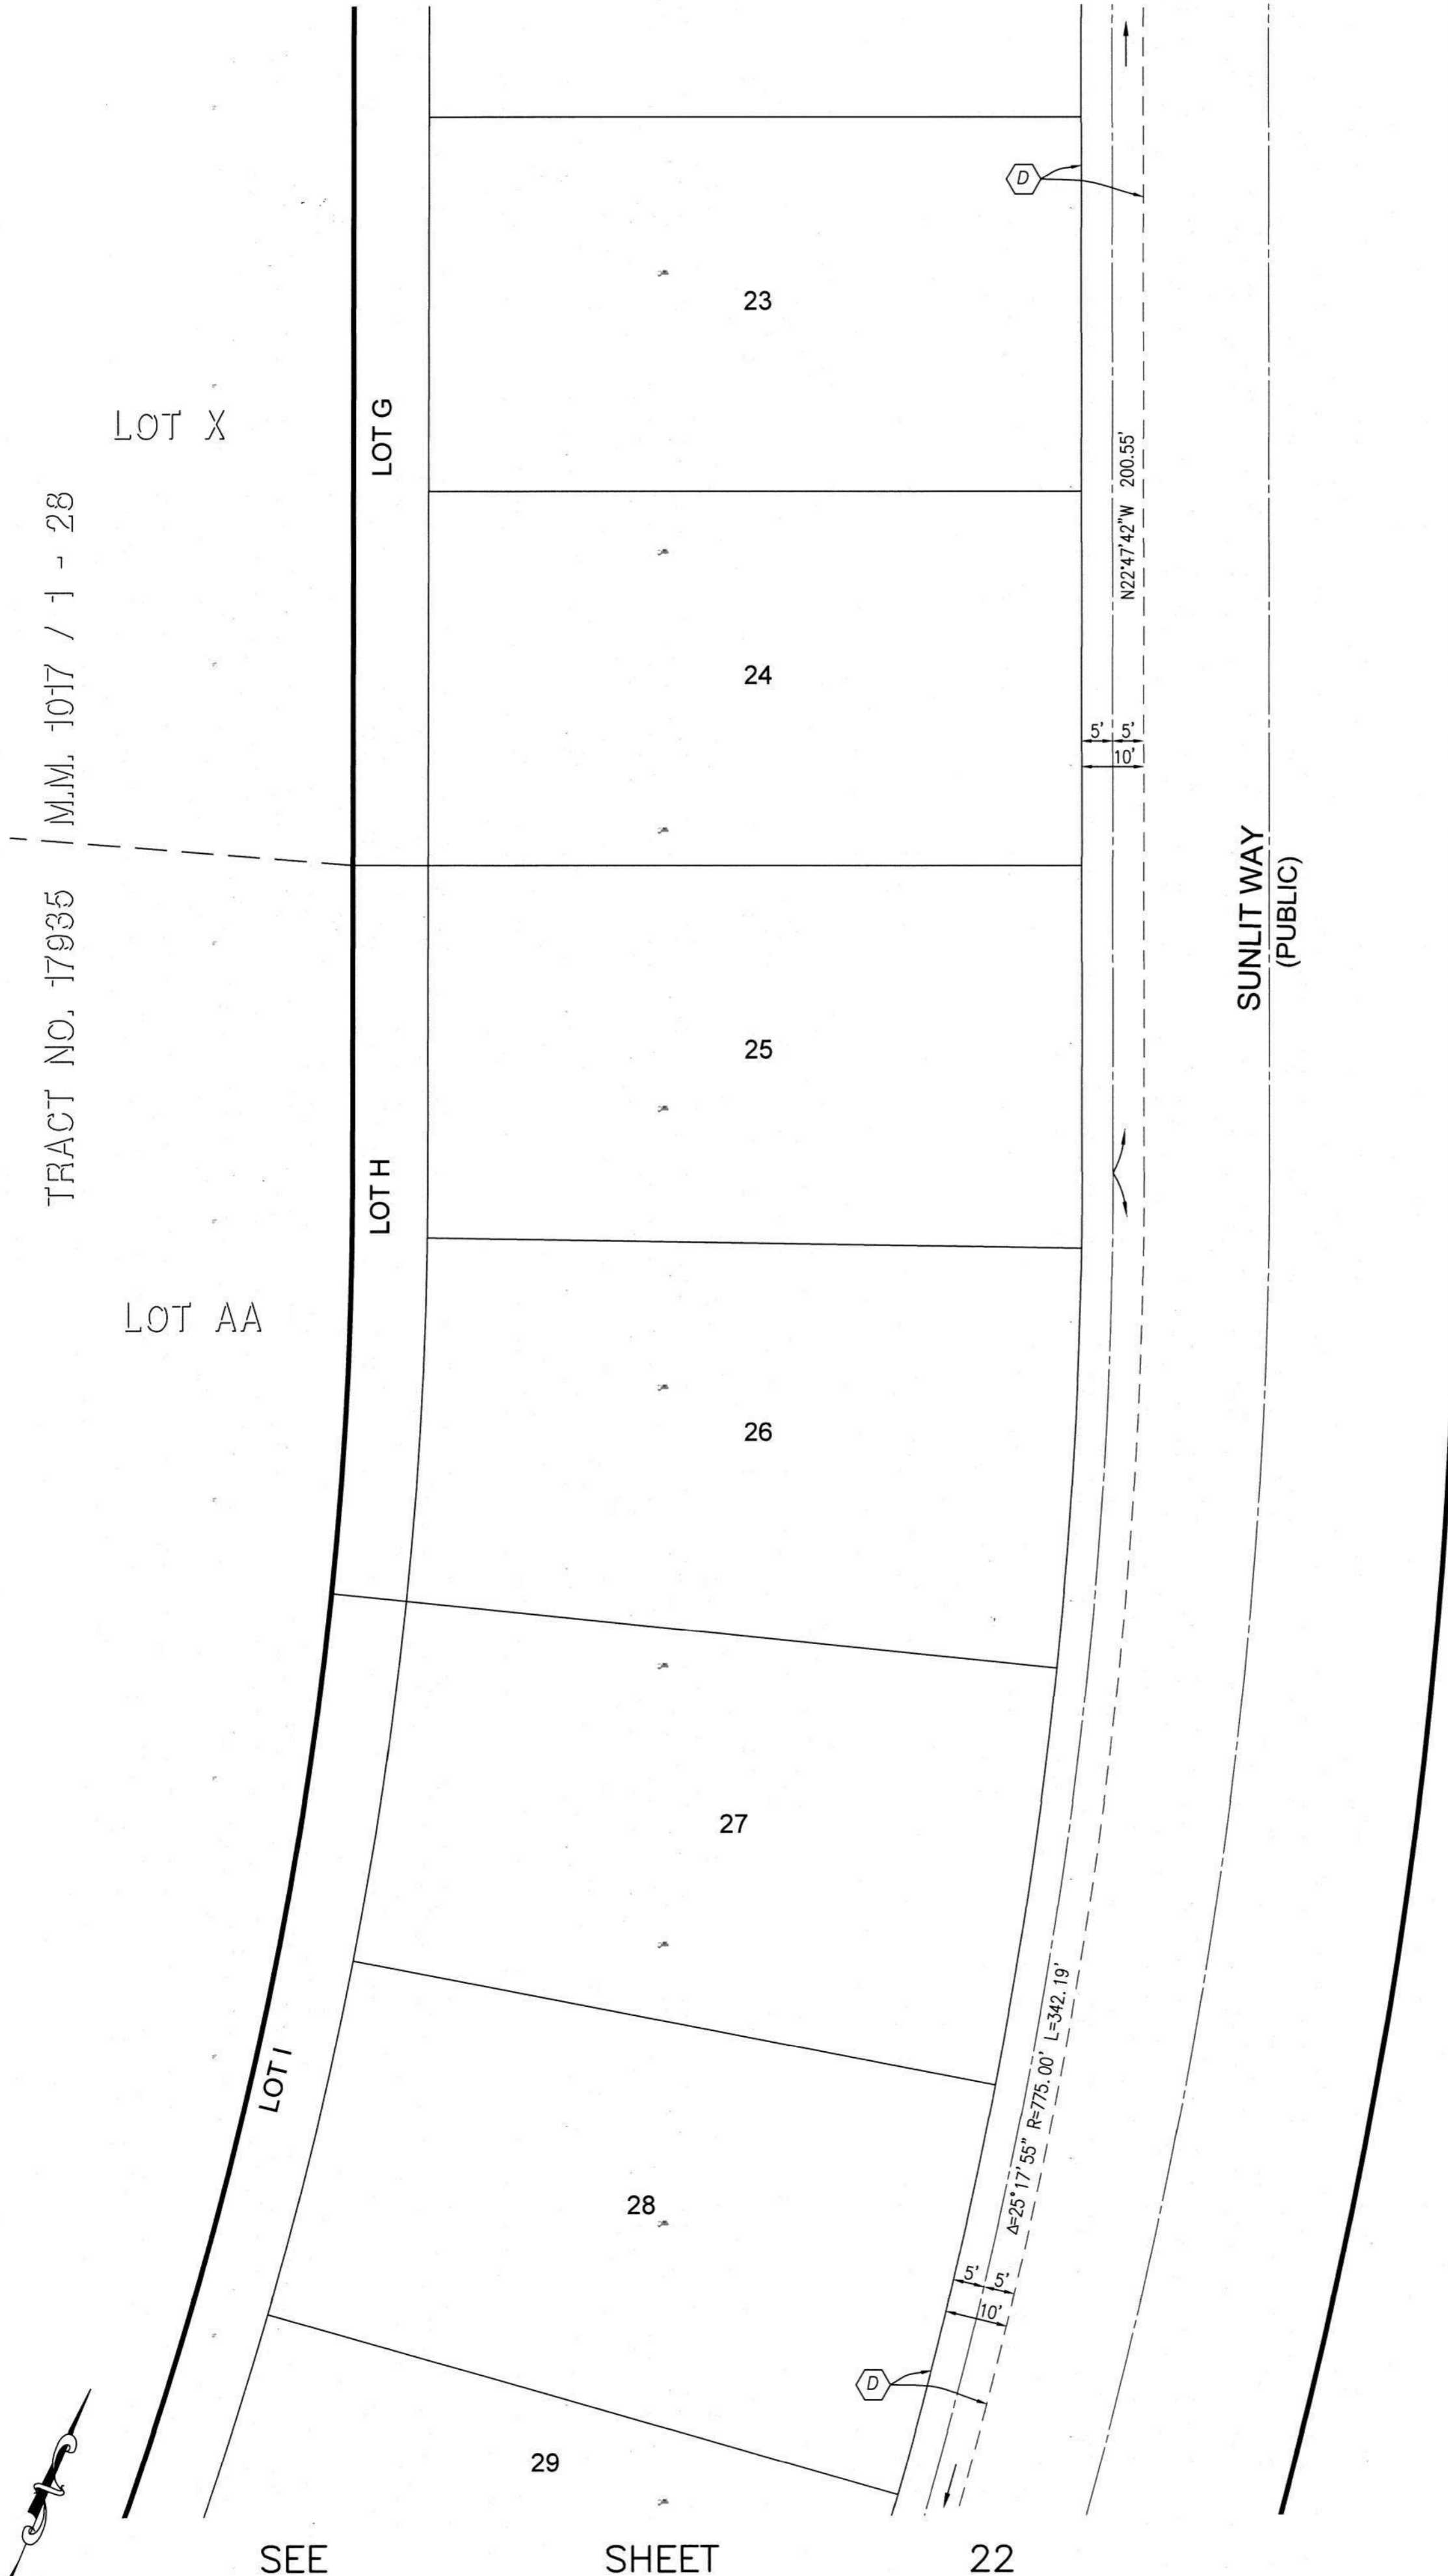 D
23
LOT X
LOT G
N22°47'42"W 200.55'
TRACT NO. 17935 M.M. 1017 / 1 - 28
24
5' 5'
10'
SUNLIT WAY
(PUBLIC)
25
LOT H
LOT AA
26
27
Δ=25°17'55" R=775.00' L=342.19'
LOT I
28
5' 5'
10'
D
29
SEE SHEET 22